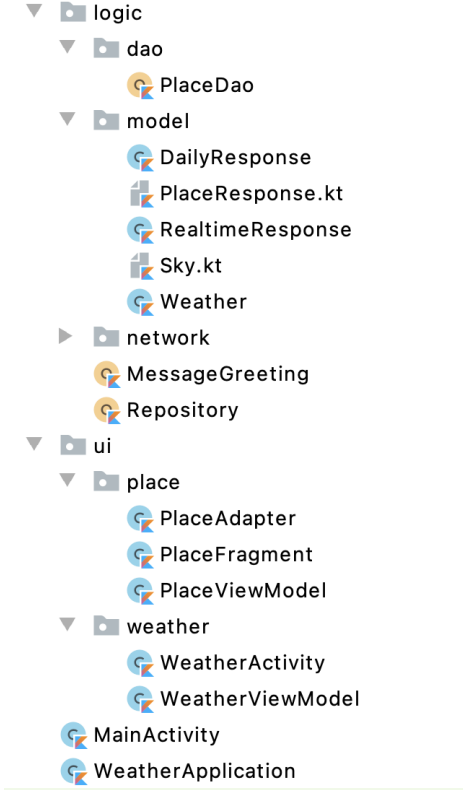 logic
dao
PlaceDao
model
DailyResponse
PlaceResponse.kt
RealtimeResponse
Sky.kt
Weather
network
MessageGreeting
Repository
ui
place
PlaceAdapter
PlaceFragment
PlaceViewModel
weather
WeatherActivity
WeatherViewModel
MainActivity
WeatherApplication